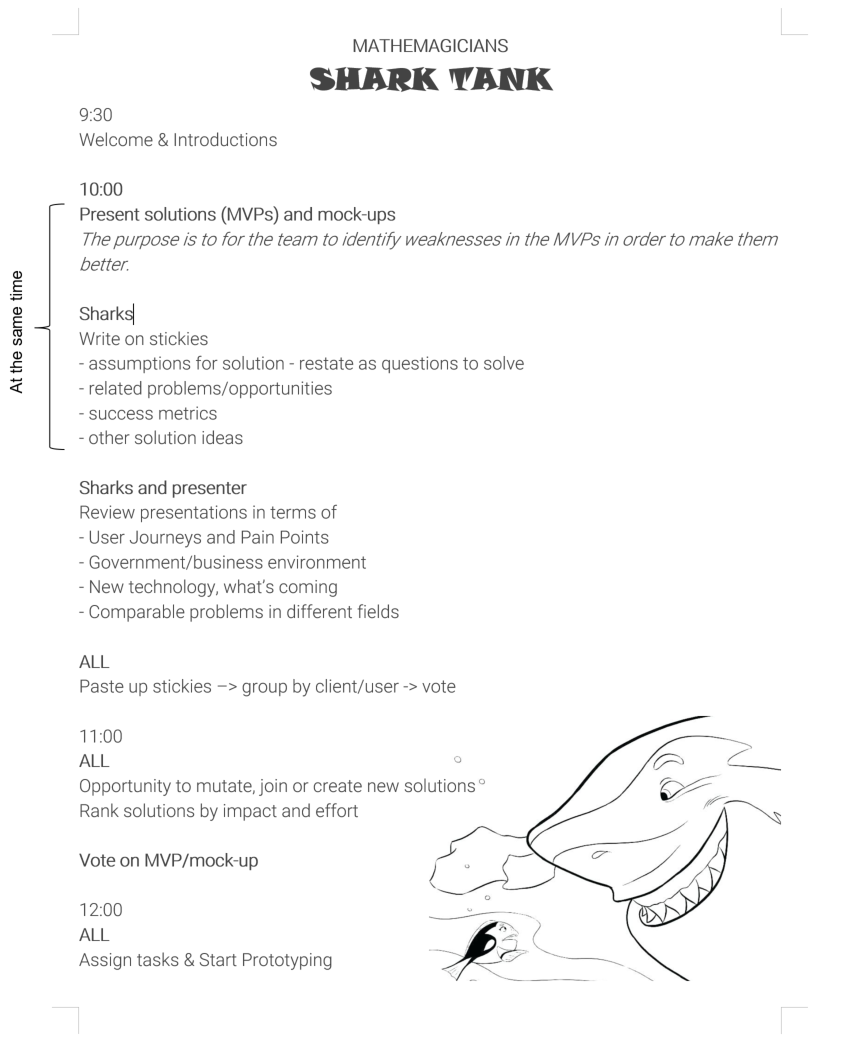 MATHEMAGICIANS
SHARK TANK
9:30
Welcome & Introductions
10:00
Present solutions (MVPs) and mock-ups
The purpose is to for the team to identify weaknesses in the MVPs in order to make them
better.
At the same time
Sharks
Write on stickies
- assumptions for solution - restate as questions to solve
- related problems/opportunities
- success metrics
- other solution ideas
Sharks and presenter
Review presentations in terms of
- User Journeys and Pain Points
- Government/business environment
- New technology, what's coming
- Comparable problems in different fields
ALL
Paste up stickies –> group by client/user -> vote
11:00
ALL
Opportunity to mutate, join or create new solutions
Rank solutions by impact and effort
Vote on MVP/mock-up
12:00
ALL
Assign tasks & Start Prototyping